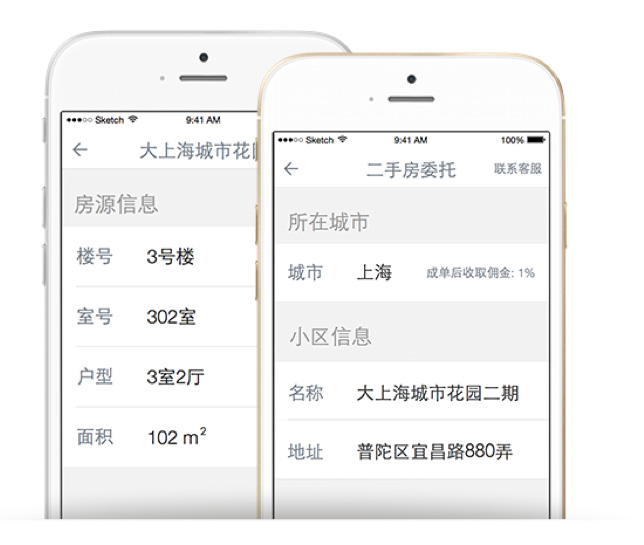 Sketch 9:41 AM
大上海城市花
房源信息
楼号 3号楼
室号 302室
户型 3室2厅
面积 102 m²
Sketch 9:41 AM 100%
二手房委托 联系客服
所在城市
城市 上海 成单后收取佣金: 1%
小区信息
名称 大上海城市花园二期
地址 普陀区宜昌路880弄